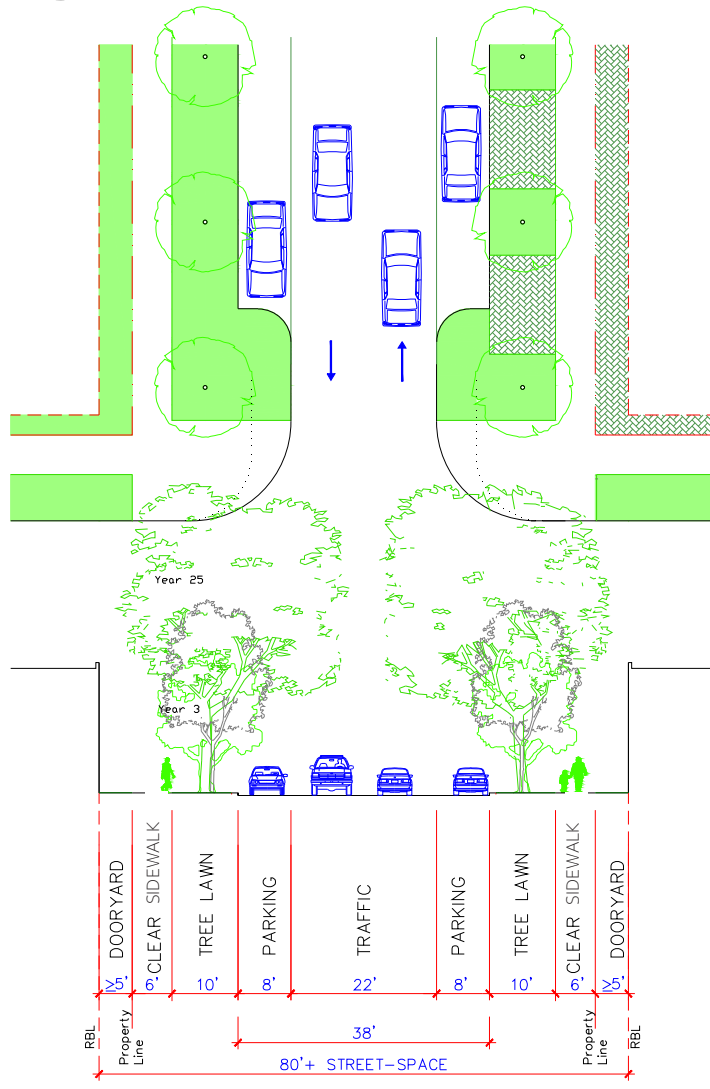 Year 25
Year 3
DOORYARD
CLEAR SIDEWALK
TREE LAWN
PARKING
TRAFFIC
PARKING
TREE LAWN
CLEAR SIDEWALK
DOORYARD
≥5'
6'
10'
8'
22'
8'
10'
6'
≥5'
RBL
Property
Line
38'
Property
Line
RBL
80'+ STREET-SPACE